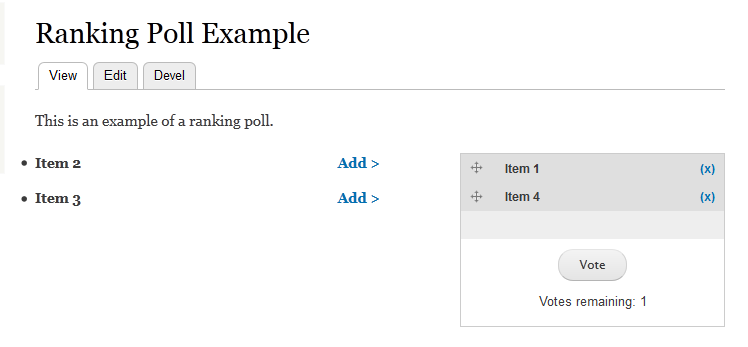 Ranking Poll Example
View Edit Devel
This is an example of a ranking poll.
Item 2 Add >
Item 3 Add >
Item 1 (x)
Item 4 (x)
Vote
Votes remaining: 1